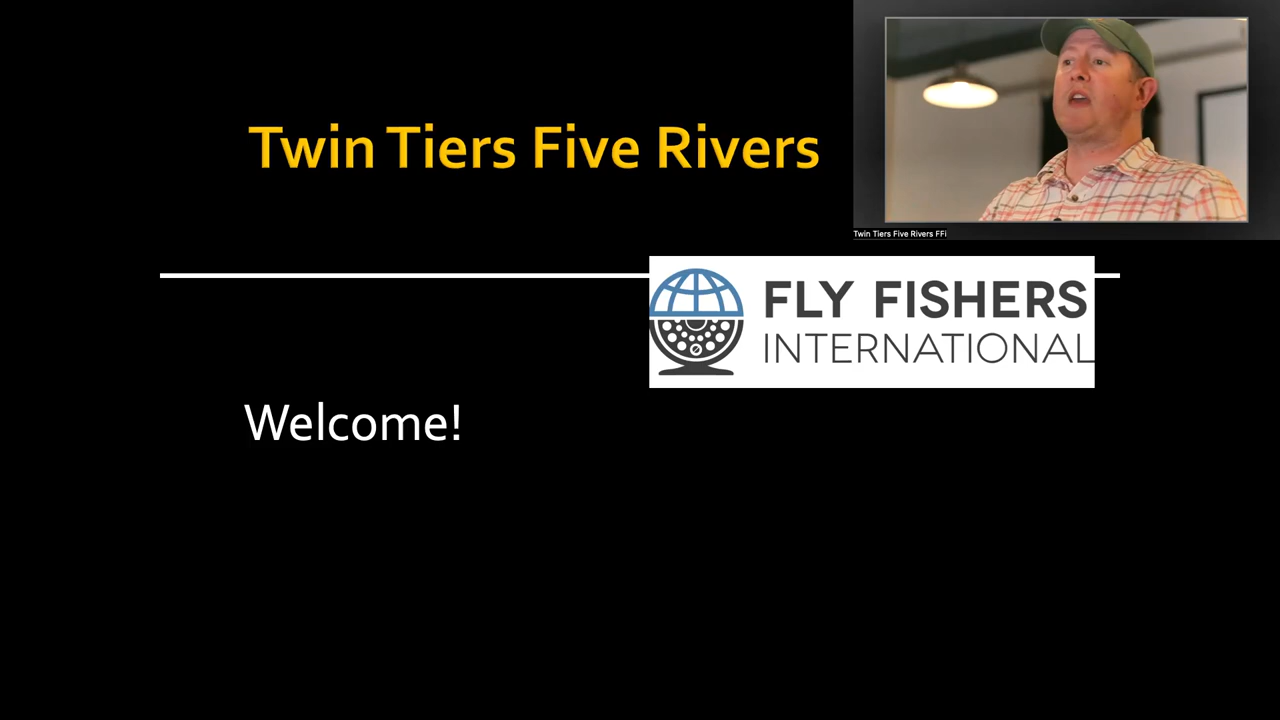 Twin Tiers Five Rivers
Twin Tiers Five Rivers FFi
FLY FISHERS
INTERNATIONAL
Welcome!